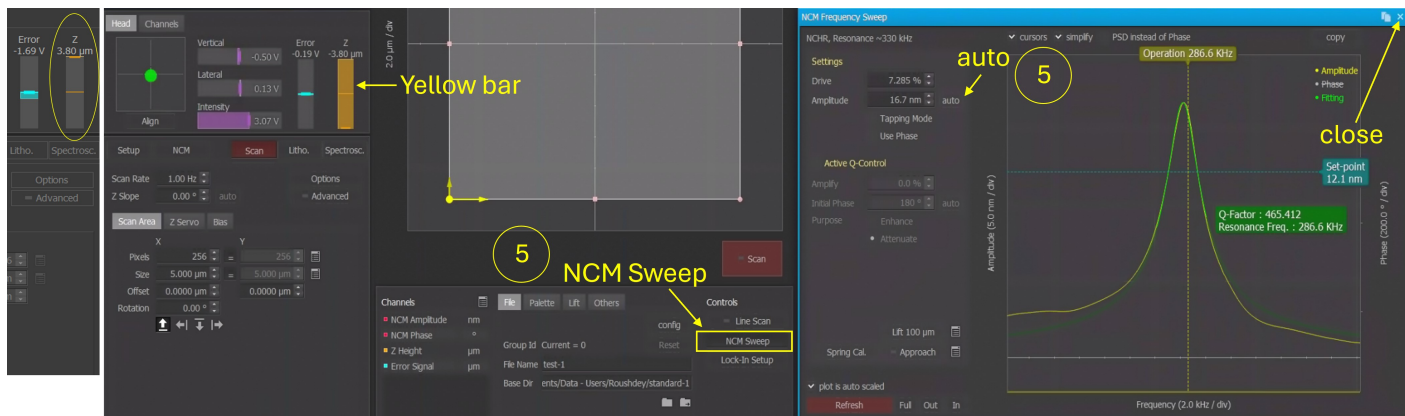 Error
Z
-1.69 V
3.80 µm
Litho.
Spectrosc.
Options
Advanced
Head
Channels
Vertical
-0.50 V
Lateral
0.13 V
Intensity
3.07 V
Align
Error
Z
-0.19 V
-3.80 µm
Yellow bar
Setup
NCM
Scan
Litho.
Spectrosc.
Scan Rate
1.00 Hz
Options
Z Slope
0.00 °
auto
Advanced
Scan Area
Z Servo
Bias
X
Y
Pixels
256
=
256
Size
5.000 µm
=
5.000 µm
Offset
0.0000 µm
0.0000 µm
Rotation
0.00 °
2.0 µm / div
5
Scan
NCM Sweep
Channels
NCM Amplitude
nm
NCM Phase
°
Z Height
µm
Error Signal
µm
File
Palette
Lift
Others
config
Group Id Current = 0
Reset
File Name test-1
Base Dir ents/Data - Users/Roushdey/standard-1
Controls
Line Scan
NCM Sweep
Lock-In Setup
NCM Frequency Sweep
NCHR, Resonance ~330 kHz
cursors
simplify
PSD instead of Phase
copy
Settings
Drive
7.285 %
Amplitude
16.7 nm
auto
Tapping Mode
Use Phase
Active Q-Control
Amplify
0.0 %
Initial Phase
180 °
auto
Purpose
Enhance
Attenuate
Lift 100 µm
Spring Cal.
Approach
plot is auto scaled
Refresh
Full
Out
In
auto
5
Operation 286.6 KHz
Amplitude
Phase
Fitting
close
Set-point
12.1 nm
Q-Factor : 465.412
Resonance Freq. : 286.6 KHz
Amplitude (5.0 nm / div)
Phase (200.0 ° / div)
Frequency (2.0 kHz / div)